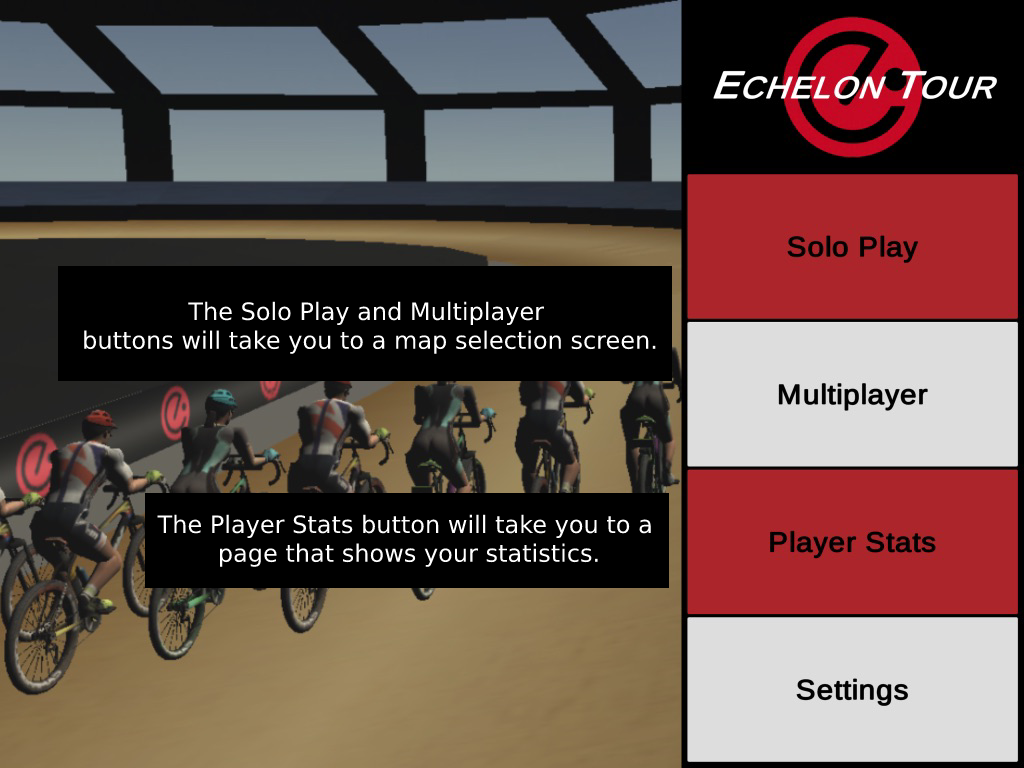 ECHELON TOUR
Solo Play
The Solo Play and Multiplayer
buttons will take you to a map selection screen.
Multiplayer
The Player Stats button will take you to a
page that shows your statistics.
Player Stats
Settings